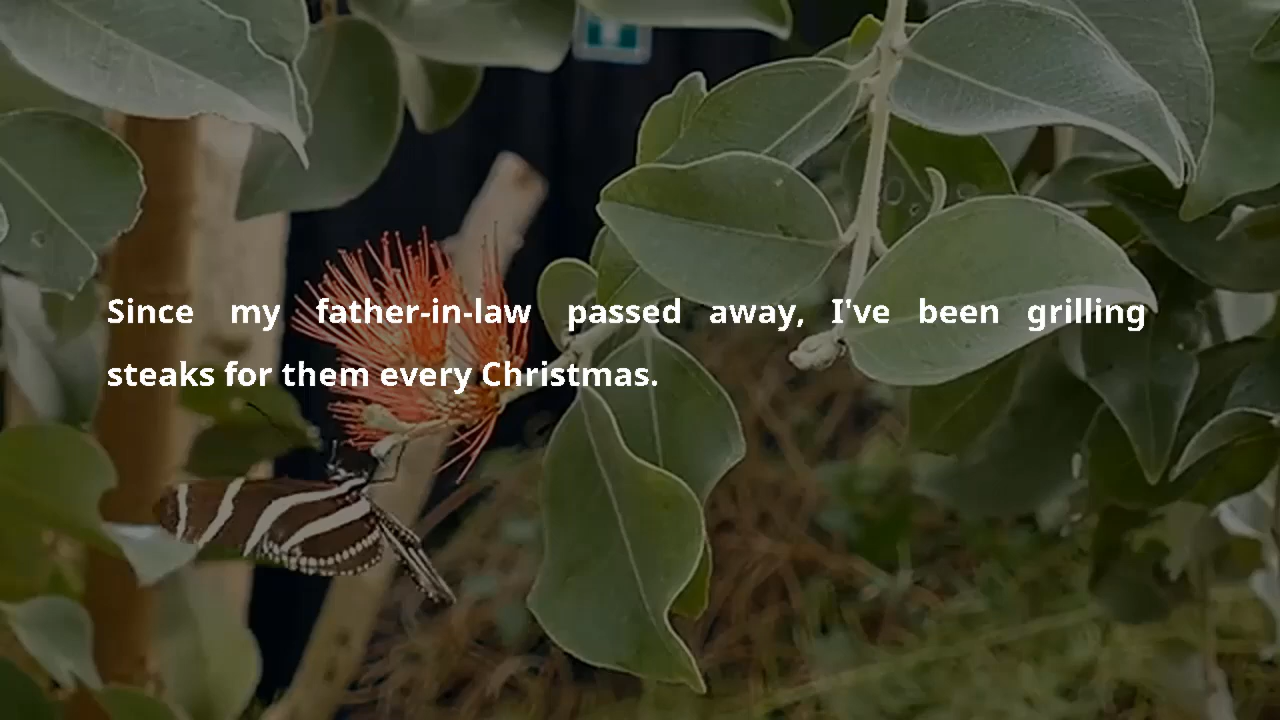 Since my father-in-law passed away, I've been grilling
steaks for them every Christmas.